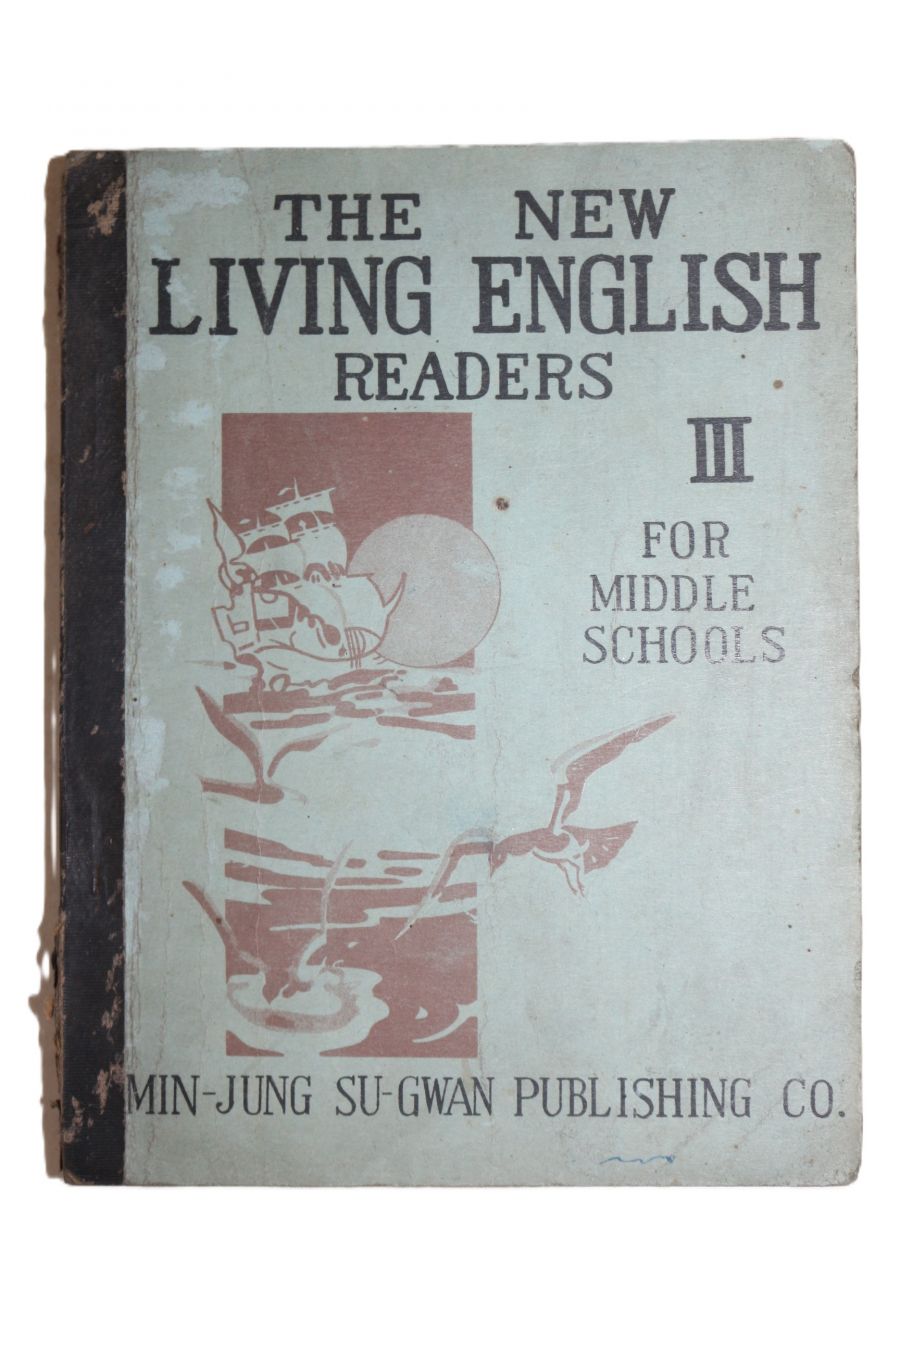 THE NEW
LIVING ENGLISH
READERS
III
FOR
MIDDLE
SCHOOLS
MIN-JUNG SU-GWAN PUBLISHING CO.